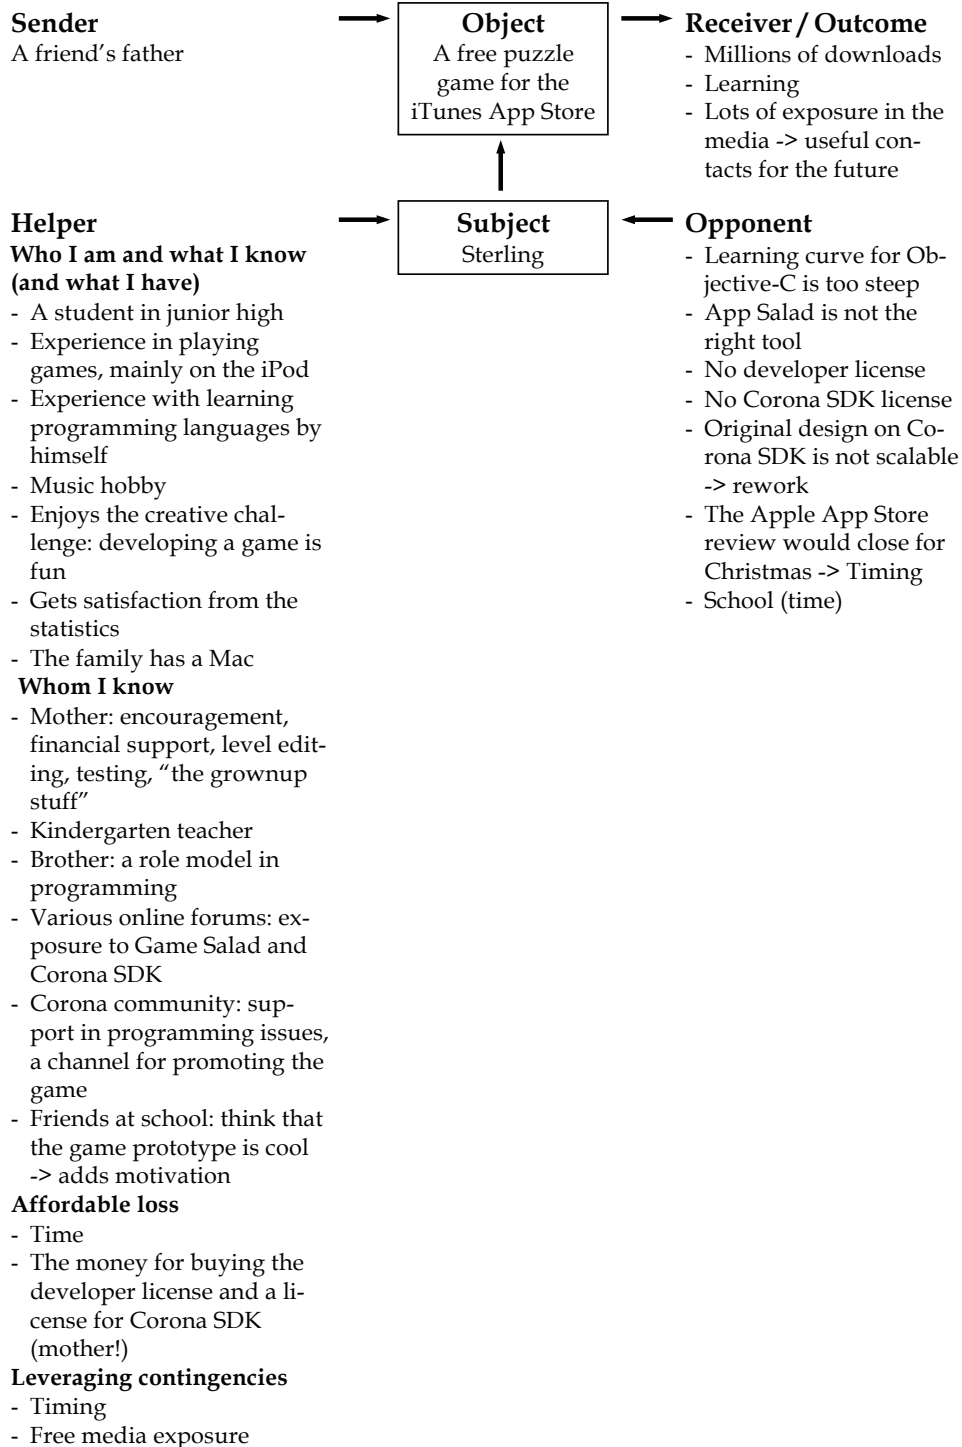 Sender
A friend's father
Object
A free puzzle
game for the
iTunes App Store
Receiver / Outcome
- Millions of downloads
- Learning
- Lots of exposure in the
media -> useful con-
tacts for the future
Helper
Who I am and what I know
(and what I have)
- A student in junior high
- Experience in playing
games, mainly on the iPod
- Experience with learning
programming languages by
himself
- Music hobby
- Enjoys the creative chal-
lenge: developing a game is
fun
- Gets satisfaction from the
statistics
- The family has a Mac
Whom I know
- Mother: encouragement,
financial support, level edit-
ing, testing, “the grownup
stuff”
- Kindergarten teacher
- Brother: a role model in
programming
- Various online forums: ex-
posure to Game Salad and
Corona SDK
- Corona community: sup-
port in programming issues,
a channel for promoting the
game
- Friends at school: think that
the game prototype is cool
-> adds motivation
Affordable loss
- Time
- The money for buying the
developer license and a li-
cense for Corona SDK
(mother!)
Leveraging contingencies
- Timing
- Free media exposure
Subject
Sterling
Opponent
- Learning curve for Ob-
jective-C is too steep
- App Salad is not the
right tool
- No developer license
- No Corona SDK license
- Original design on Co-
rona SDK is not scalable
-> rework
- The Apple App Store
review would close for
Christmas -> Timing
- School (time)